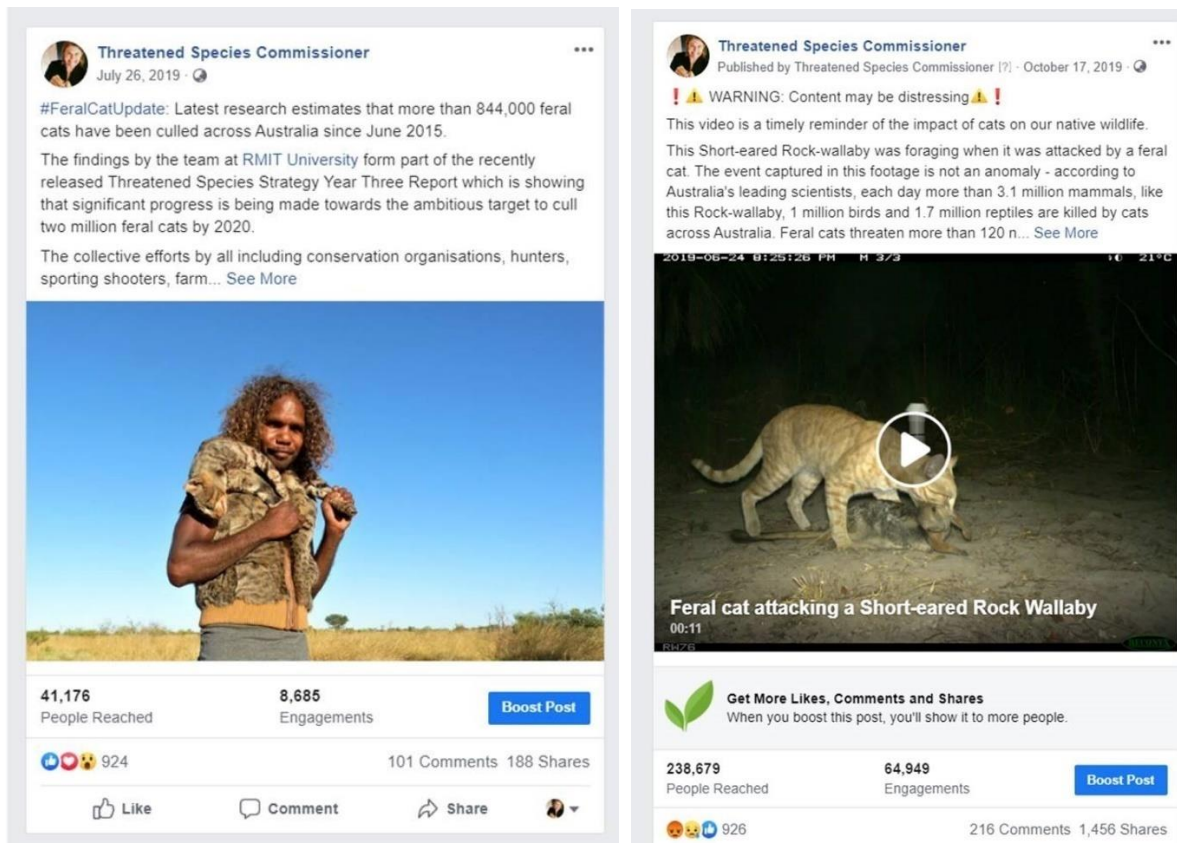 Threatened Species Commissioner
July 26, 2019 ·
#FeralCatUpdate: Latest research estimates that more than 844,000 feral
cats have been culled across Australia since June 2015.
The findings by the team at RMIT University form part of the recently
released Threatened Species Strategy Year Three Report which is showing
that significant progress is being made towards the ambitious target to cull
two million feral cats by 2020.
The collective efforts by all including conservation organisations, hunters,
sporting shooters, farm... See More
41,176
People Reached
8,685
Engagements
Boost Post
924
101 Comments 188 Shares
Like
Comment
Share
Threatened Species Commissioner
Published by Threatened Species Commissioner [?] · October 17, 2019 ·
❗⚠ WARNING: Content may be distressing⚠❗
This video is a timely reminder of the impact of cats on our native wildlife.
This Short-eared Rock-wallaby was foraging when it was attacked by a feral
cat. The event captured in this footage is not an anomaly - according to
Australia's leading scientists, each day more than 3.1 million mammals, like
this Rock-wallaby, 1 million birds and 1.7 million reptiles are killed by cats
across Australia. Feral cats threaten more than 120 n... See More
2019-06-24 8:25:26 PM M 3/3 21°C
Feral cat attacking a Short-eared Rock Wallaby
00:11
RW76
RECONYX
Get More Likes, Comments and Shares
When you boost this post, you'll show it to more people.
238,679
People Reached
64,949
Engagements
Boost Post
926
216 Comments 1,456 Shares